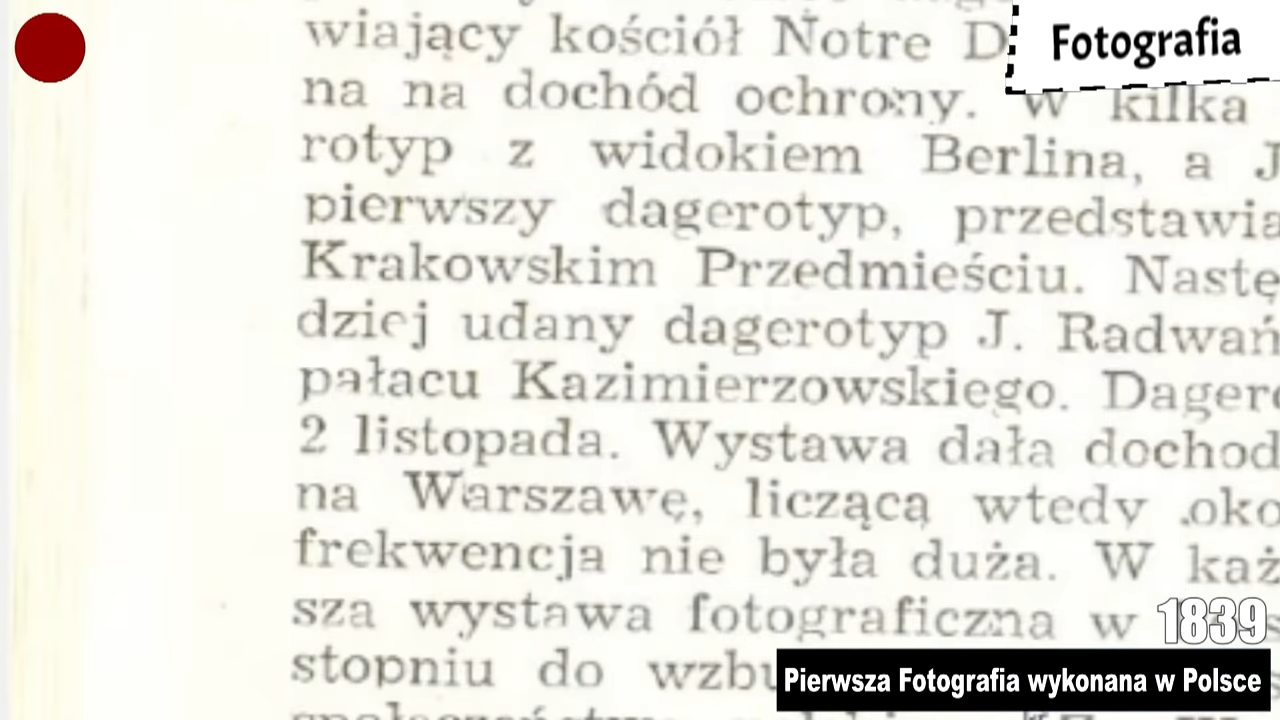 Fotografia
wiający kościół Notre D
na na dochód ochrony. W kilka
rotyp z widokiem Berlina, a J
pierwszy dagerotyp, przedstawia
Krakowskim Przedmieściu. Nastę
dziej udany dagerotyp J. Radwań
pałacu Kazimierzowskiego. Dagero
2 listopada. Wystawa dała dochod
na Warszawę, liczącą wtedy oko
frekwencja nie była duża. W każ
sza wystawa fotograficzna w
stopniu do wzbu
1839
Pierwsza Fotografia wykonana w Polsce